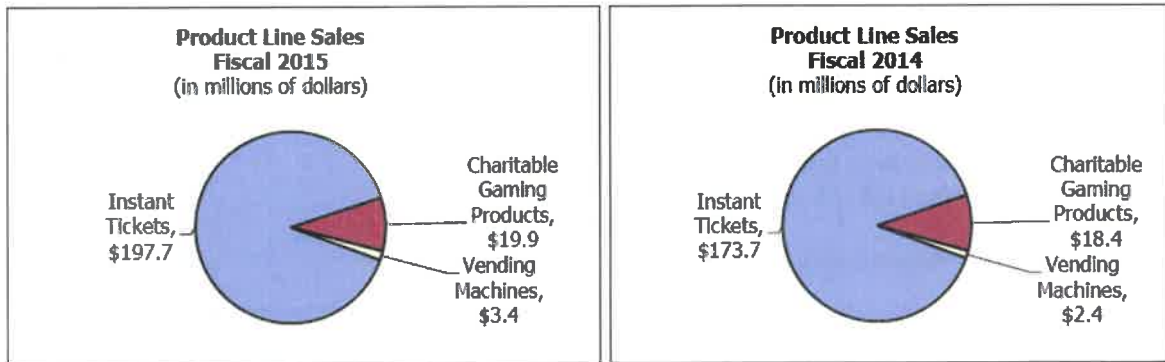 Product Line Sales
Fiscal 2015
(in millions of dollars)
Instant
Tickets,
$197.7
Charitable
Gaming
Products,
$19.9
Vending
Machines,
$3.4
Product Line Sales
Fiscal 2014
(in millions of dollars)
Instant
Tickets,
$173.7
Charitable
Gaming
Products,
$18.4
Vending
Machines,
$2.4